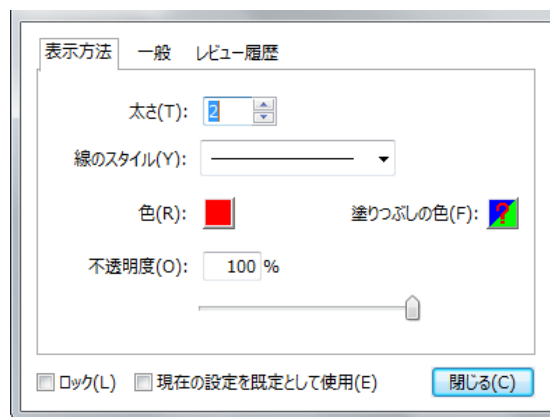 表示方法 一般 レビュー履歴
太さ(T): 2
線のスタイル(Y):
色(R): 塗りつぶしの色(F): ?
不透明度(O): 100 %
ロック(L) 現在の設定を既定として使用(E) 閉じる(C)